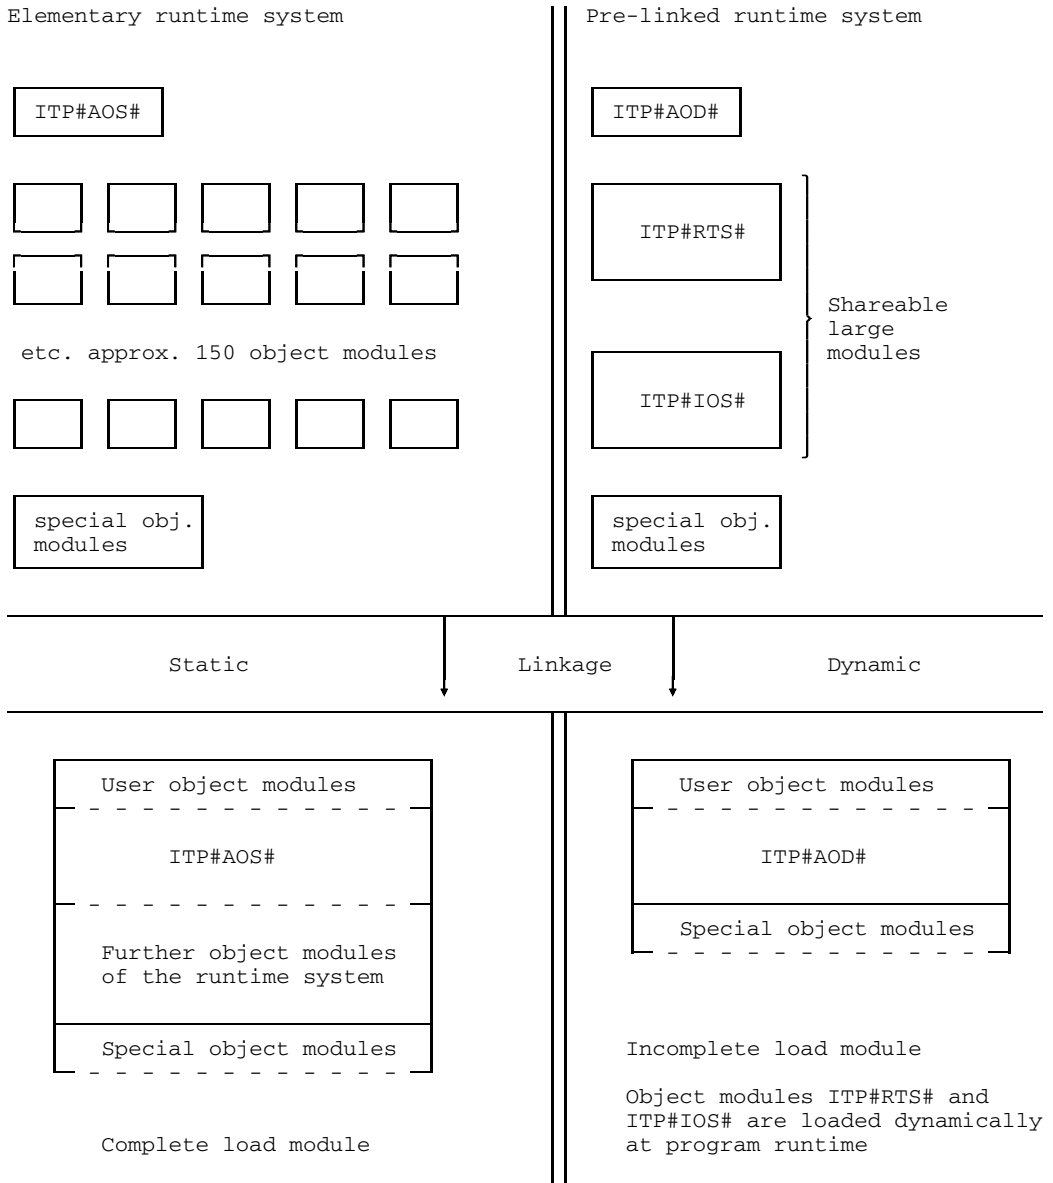 Elementary runtime system
Pre-linked runtime system
ITP#AOS#
ITP#AOD#
ITP#RTS#
Shareable
large
modules
etc. approx. 150 object modules
ITP#IOS#
special obj.
modules
special obj.
modules
Static
Linkage
Dynamic
User object modules
ITP#AOS#
Further object modules
of the runtime system
Special object modules
Complete load module
User object modules
ITP#AOD#
Special object modules
Incomplete load module
Object modules ITP#RTS# and
ITP#IOS# are loaded dynamically
at program runtime